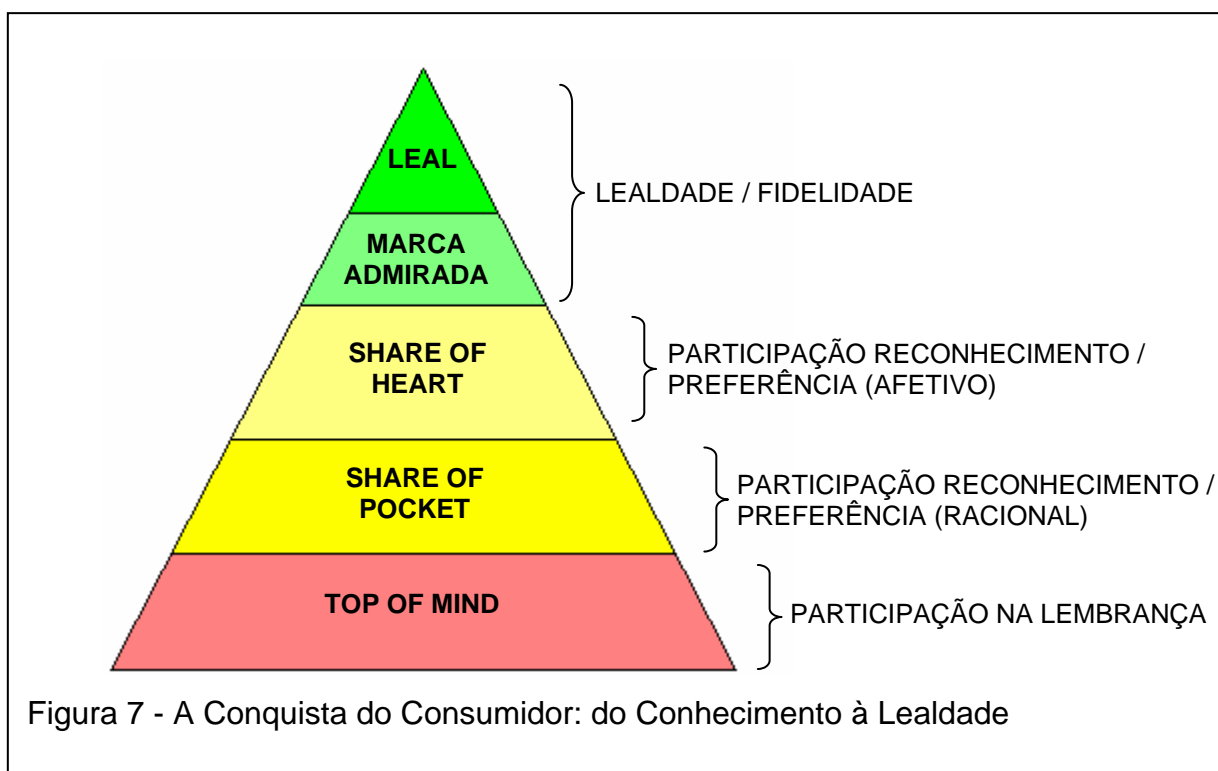 LEAL
LEALDADE / FIDELIDADE
MARCA
ADMIRADA
SHARE OF
HEART
PARTICIPAÇÃO RECONHECIMENTO /
PREFERÊNCIA (AFETIVO)
SHARE OF
POCKET
PARTICIPAÇÃO RECONHECIMENTO /
PREFERÊNCIA (RACIONAL)
TOP OF MIND
PARTICIPAÇÃO NA LEMBRANÇA
Figura 7 - A Conquista do Consumidor: do Conhecimento à Lealdade